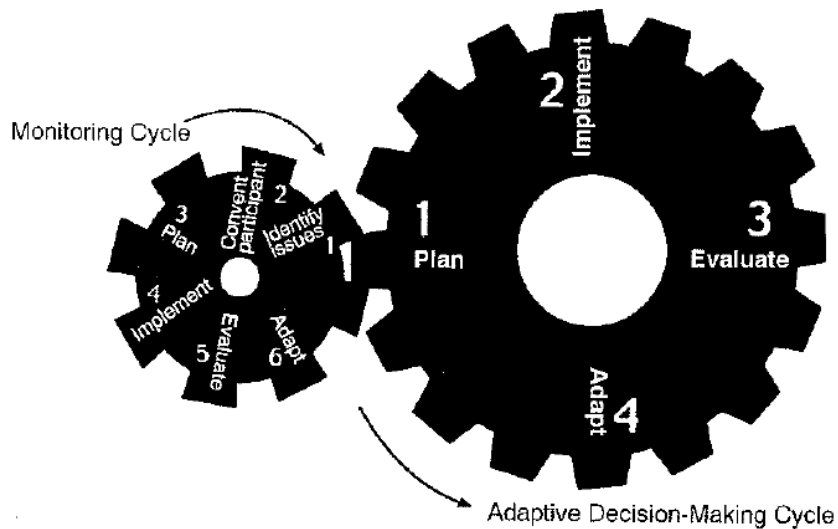 Monitoring Cycle
1
Identify
Issues
1
2
Convent
participant
3
Plan
4
Implement
5
Evaluate
6
Adapt
1
Plan
2
Implement
3
Evaluate
4
Adapt
Adaptive Decision-Making Cycle